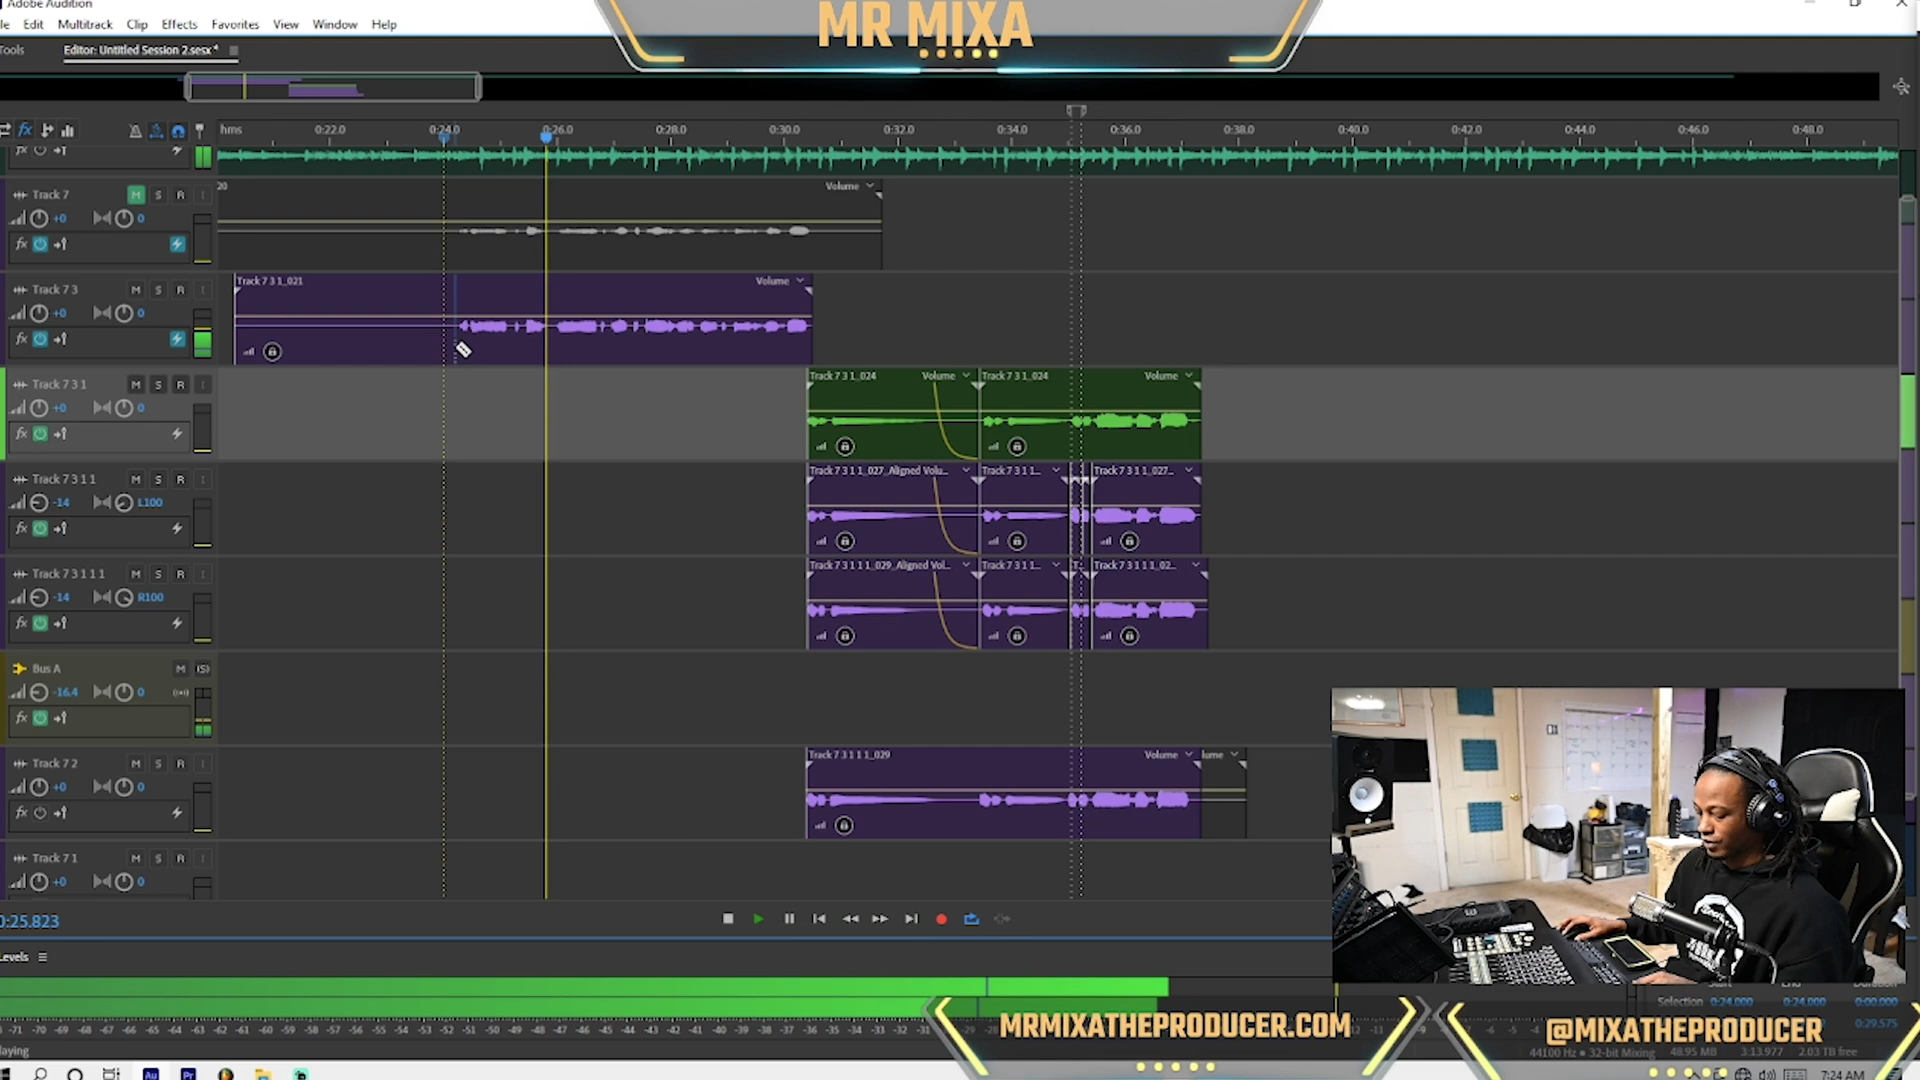 Adobe Audition
MR MIXA
Edit Multitrack Clip Effects Favorites View Window Help
Tools Editor: Untitled Session 2.sesx *
hms 0:22.0 0:24.0 0:26.0 0:28.0 0:30.0 0:32.0 0:34.0 0:36.0 0:38.0 0:40.0 0:42.0 0:44.0 0:46.0 0:48.0
fx
Track 7 M S R I 20 Volume
+0 0
fx
Track 7 3 M S R I Track 7 3 1_021 Volume
+0 0
fx
Track 7 3 1 M S R I Track 7 3 1_024 Volume Track 7 3 1_024 Volume
+0 0
fx
Track 7 3 1 1 M S R I Track 7 3 1 1_027_Aligned Volu... Track 7 3 1 1... Track 7 3 1 1_027...
-14 L100
fx
Track 7 3 1 1 1 M S R I Track 7 3 1 1 1_029_Aligned Vol... Track 7 3 1 1... T... Track 7 3 1 1 1_02...
-14 R100
fx
Bus A M (S)
-16.4 0
fx
Track 7 2 M S R I Track 7 3 1 1 1_029 Volume lume
+0 0
fx
Track 7 1 M S R I
+0 0
0:25.823
Levels
Selection 0:24.000 0:24.000 0:00.000
0:29.575
MRMIXATHEPRODUCER.COM
@MIXATHEPRODUCER
-71 -70 -69 -68 -67 -66 -65 -64 -63 -62 -61 -60 -59 -58 -57 -56 -55 -54 -53 -52 -51 -50 -49 -48 -47 -46 -45 -44 -43 -42 -41 -40 -39 -38 -37 -36 -35 -34 -33 -32 -31
44100 Hz • 32-bit Mixing 48.95 MB 3:13.977 2.03 TB free
Au Pr 7:24 AM